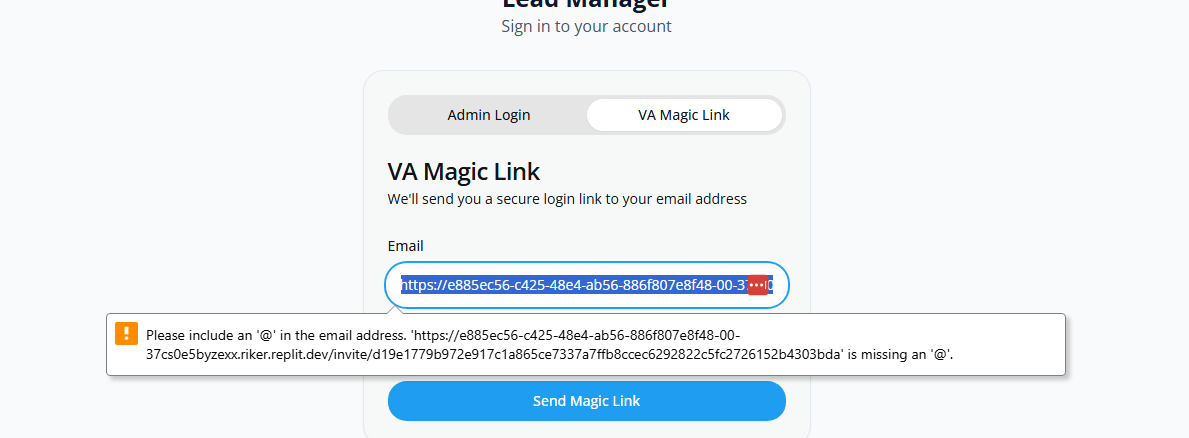 Lead Manager
Sign in to your account
Admin Login
VA Magic Link
VA Magic Link
We'll send you a secure login link to your email address
Email
https://e885ec56-c425-48e4-ab56-886f807e8f48-00-37
Please include an '@' in the email address. 'https://e885ec56-c425-48e4-ab56-886f807e8f48-00-
37cs0e5byzexx.riker.replit.dev/invite/d19e1779b972e917c1a865ce7337a7ffb8ccec6292822c5fc2726152b4303bda' is missing an '@'.
Send Magic Link